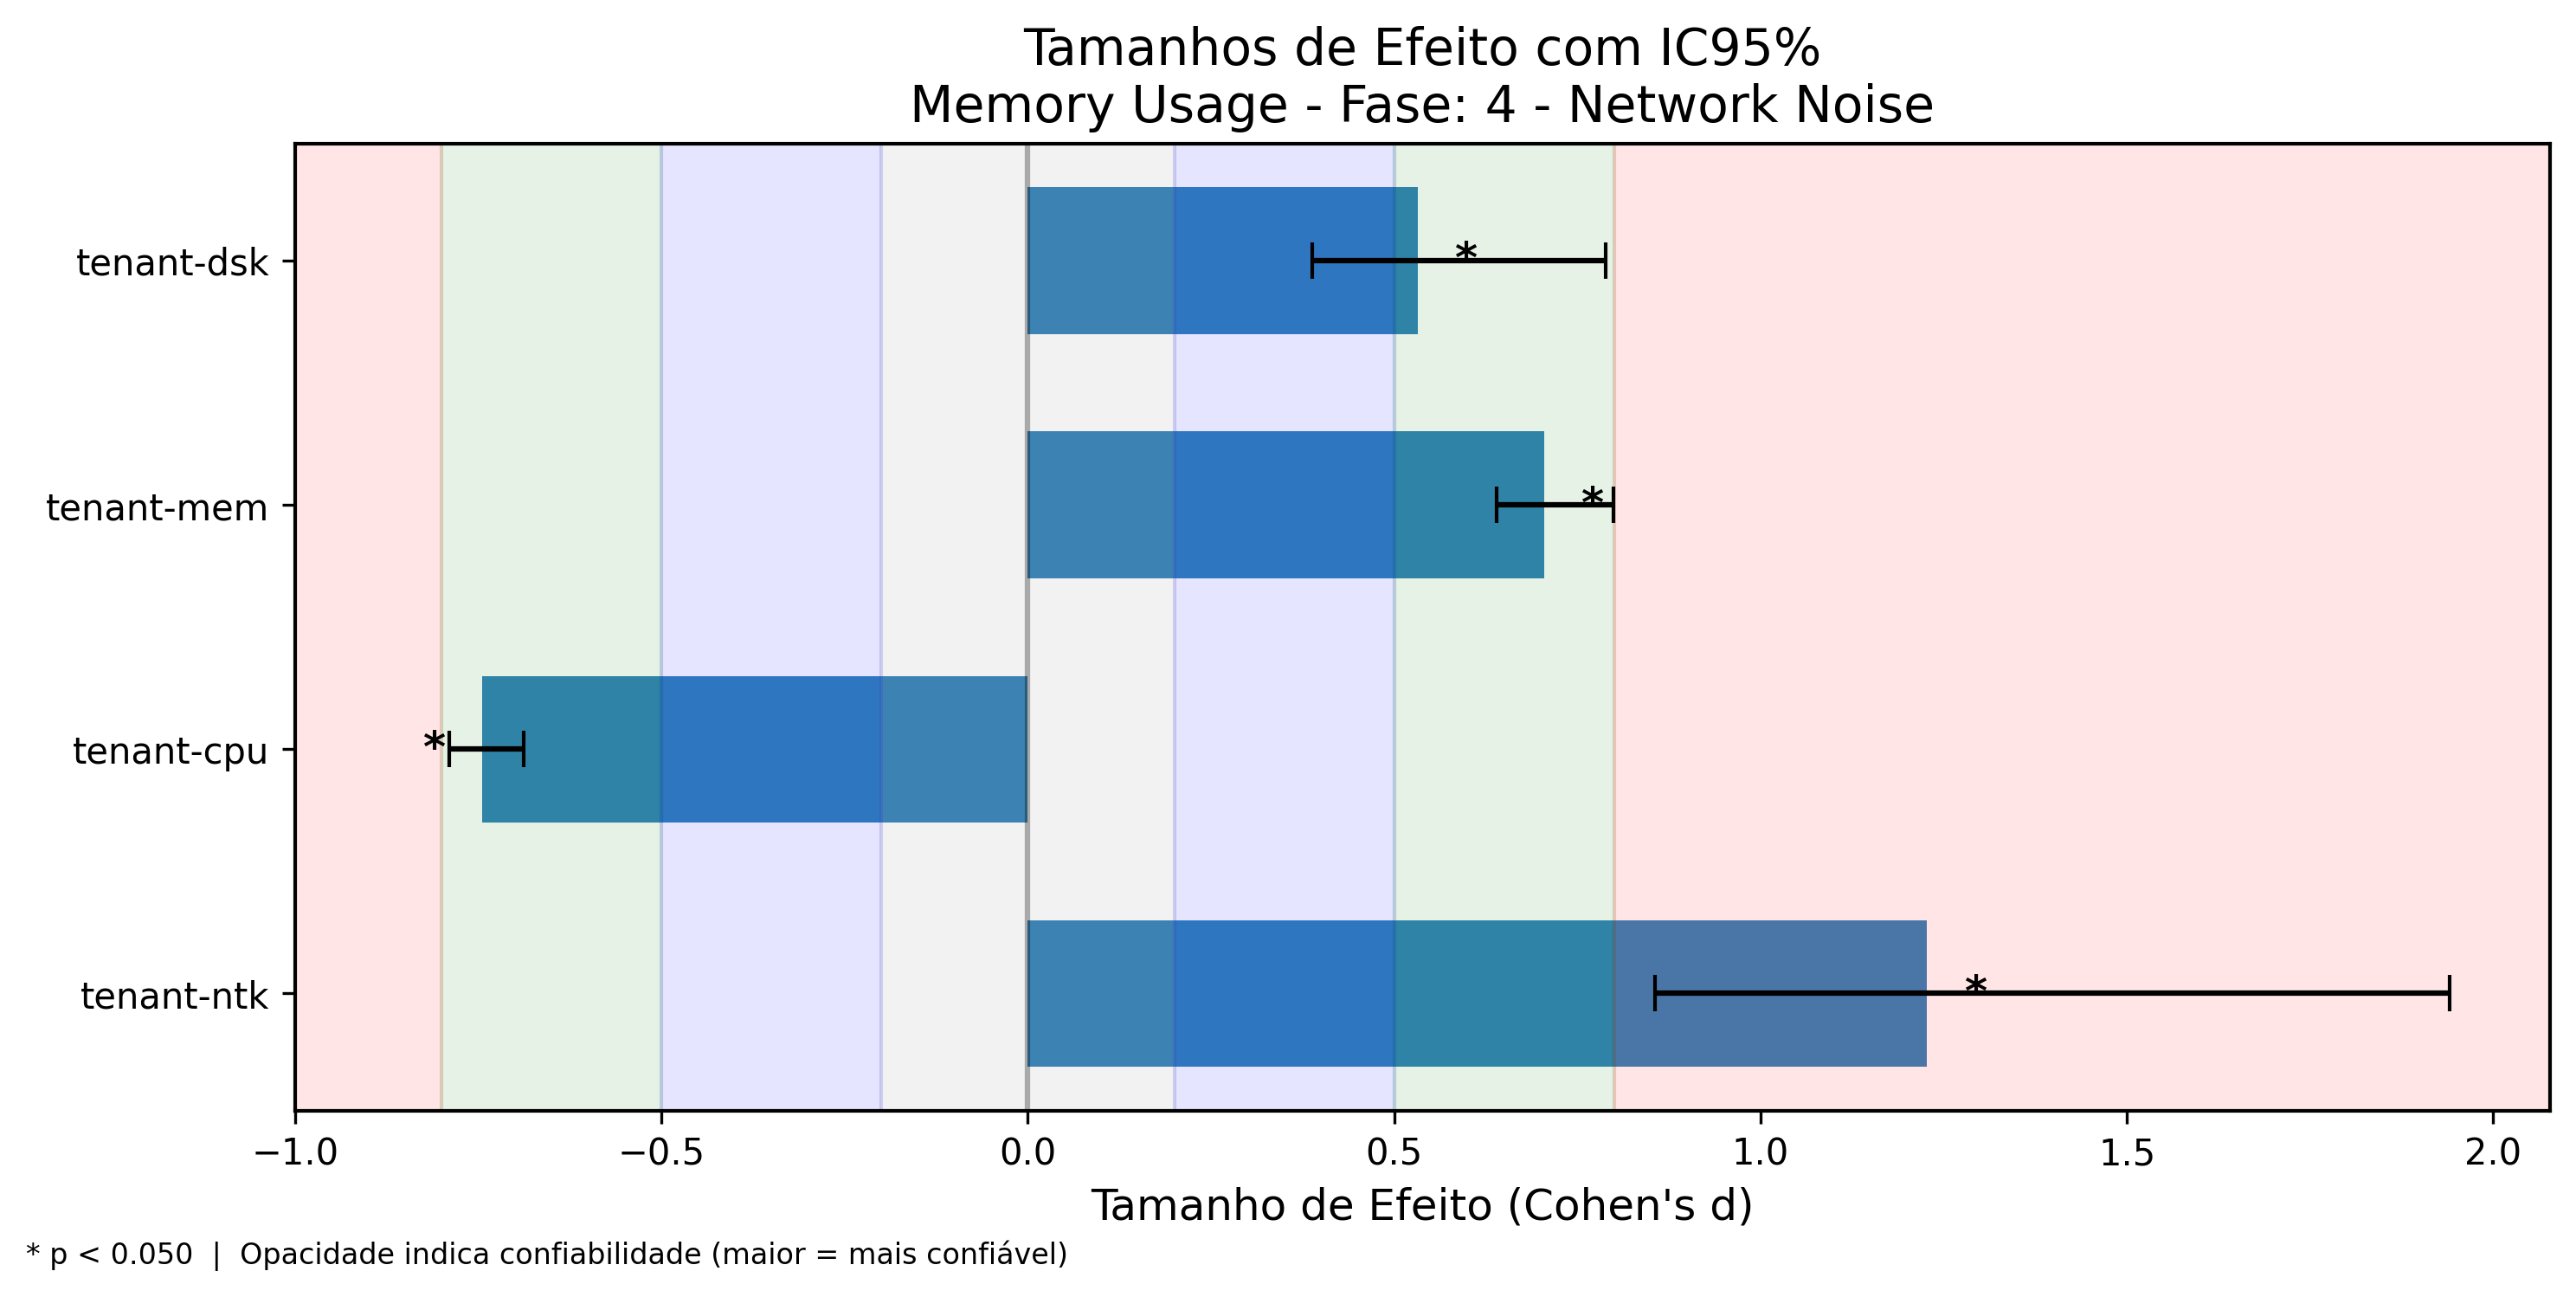 Tamanhos de Efeito com IC95%
Memory Usage - Fase: 4 - Network Noise
tenant-dsk
*
tenant-mem
*
tenant-cpu
*
tenant-ntk
*
−1.0
−0.5
0.0
0.5
1.0
1.5
2.0
Tamanho de Efeito (Cohen's d)
* p < 0.050  |  Opacidade indica confiabilidade (maior = mais confiável)